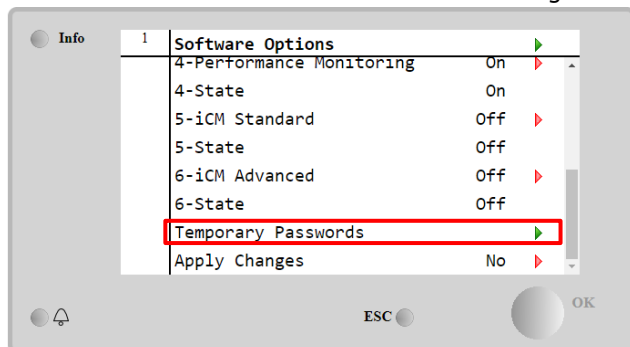 Info
1 Software Options
4-Performance Monitoring On
4-State On
5-iCM Standard Off
5-State Off
6-iCM Advanced Off
6-State Off
Temporary Passwords
Apply Changes No
ESC
OK